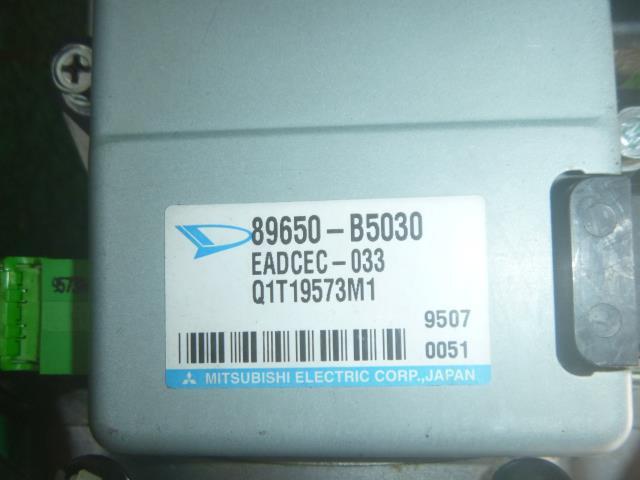 89650-B5030
EADCEC-033
Q1T19573M1
9507
0051
MITSUBISHI ELECTRIC CORP.,JAPAN